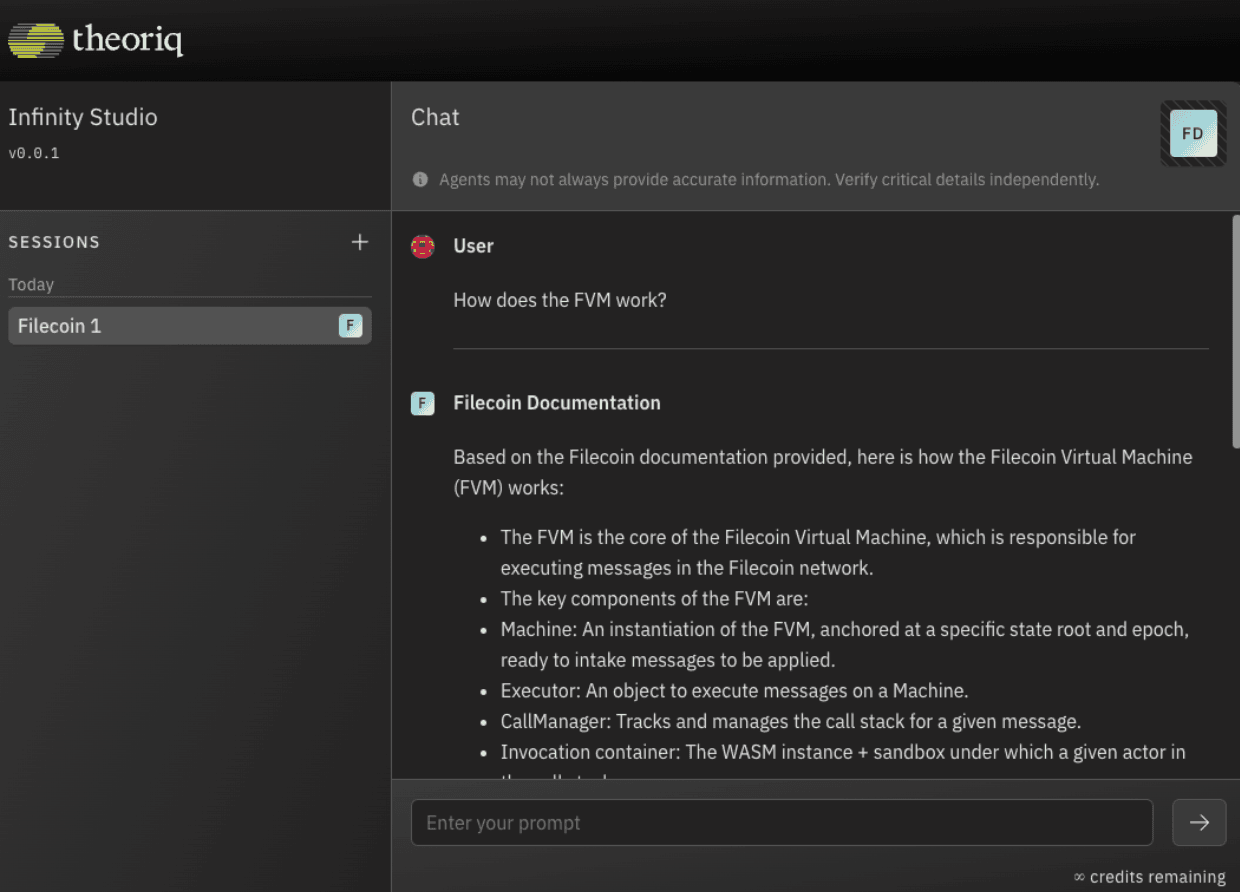 theoriq
Infinity Studio
v0.0.1
SESSIONS
Today
Filecoin 1
F
Chat
FD
Agents may not always provide accurate information. Verify critical details independently.
User
How does the FVM work?
F
Filecoin Documentation
Based on the Filecoin documentation provided, here is how the Filecoin Virtual Machine
(FVM) works:
• The FVM is the core of the Filecoin Virtual Machine, which is responsible for
executing messages in the Filecoin network.
• The key components of the FVM are:
• Machine: An instantiation of the FVM, anchored at a specific state root and epoch,
ready to intake messages to be applied.
• Executor: An object to execute messages on a Machine.
• CallManager: Tracks and manages the call stack for a given message.
• Invocation container: The WASM instance + sandbox under which a given actor in
Enter your prompt
∞ credits remaining